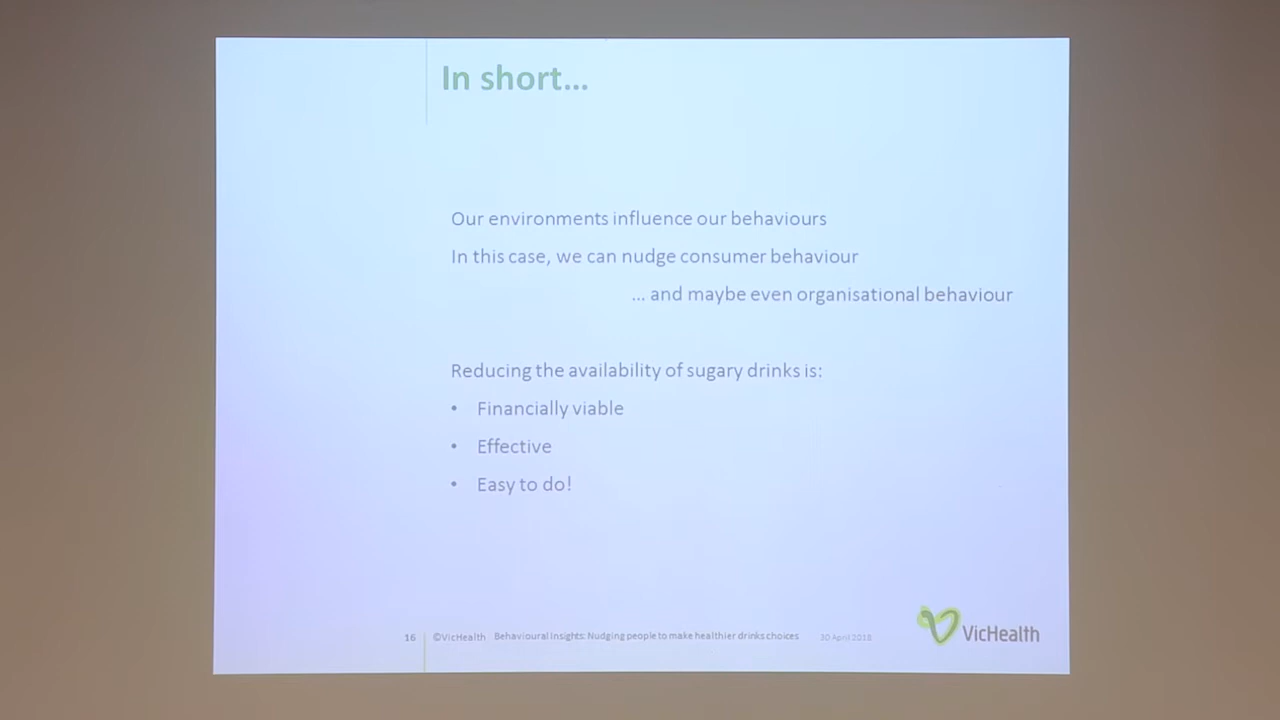 In short...
Our environments influence our behaviours
In this case, we can nudge consumer behaviour
... and maybe even organisational behaviour
Reducing the availability of sugary drinks is:
• Financially viable
• Effective
• Easy to do!
16 ©VicHealth Behavioural Insights: Nudging people to make healthier drinks choices 30 April 2018
VicHealth